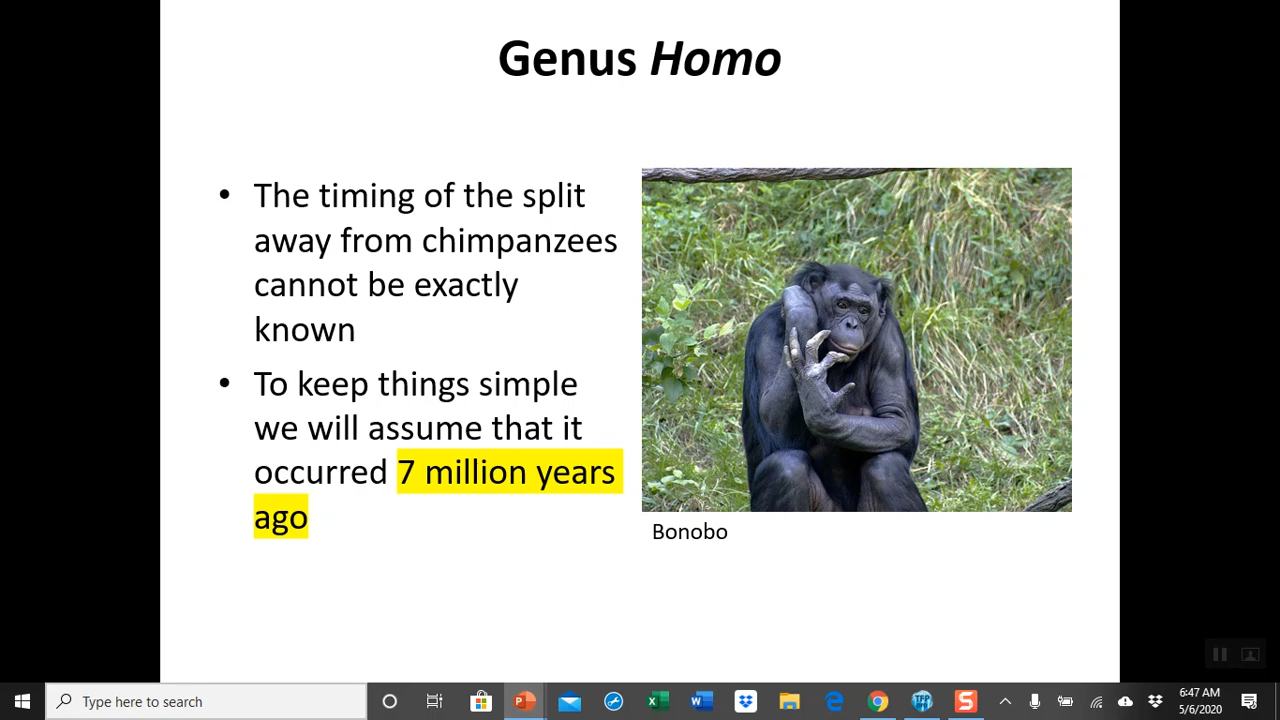 Genus Homo
• The timing of the split
away from chimpanzees
cannot be exactly
known
• To keep things simple
we will assume that it
occurred 7 million years
ago
Bonobo
Type here to search
6:47 AM
5/6/2020